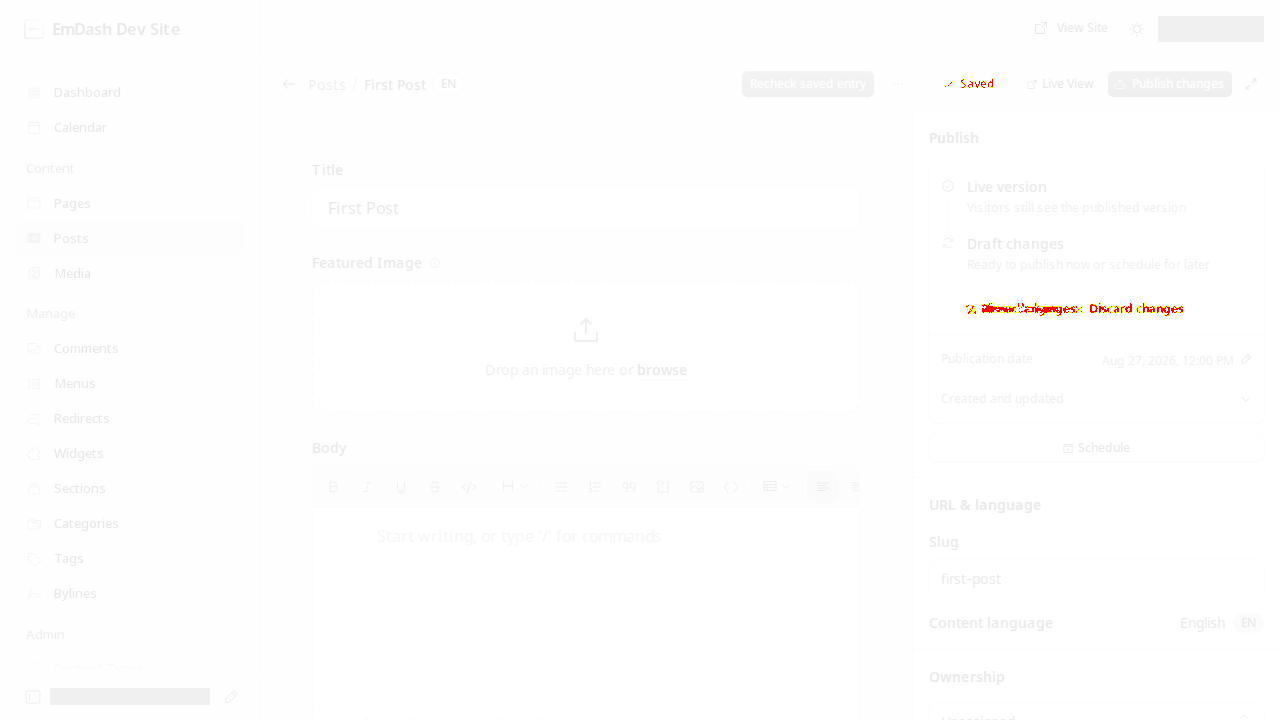 EmDash Dev Site
View Site
Dashboard
Calendar
Content
Pages
Posts
Media
Manage
Comments
Menus
Redirects
Widgets
Sections
Categories
Tags
Bylines
Admin
Posts / First Post EN
Recheck saved entry
Saved
Live View
Publish changes
Title
First Post
Featured Image
Drop an image here or browse
Body
Start writing, or type '/' for commands
Publish
Live version
Visitors still see the published version
Draft changes
Ready to publish now or schedule for later
Discard changes
Publication date
Aug 27, 2026, 12:00 PM
Created and updated
Schedule
URL & language
Slug
first-post
Content language
English EN
Ownership